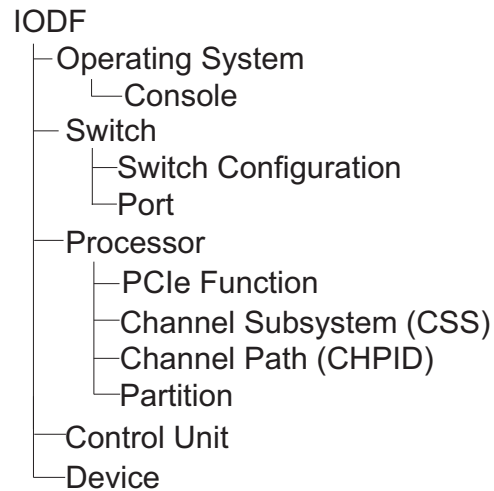 IODF
Operating System
Console
Switch
Switch Configuration
Port
Processor
PCIe Function
Channel Subsystem (CSS)
Channel Path (CHPID)
Partition
Control Unit
Device